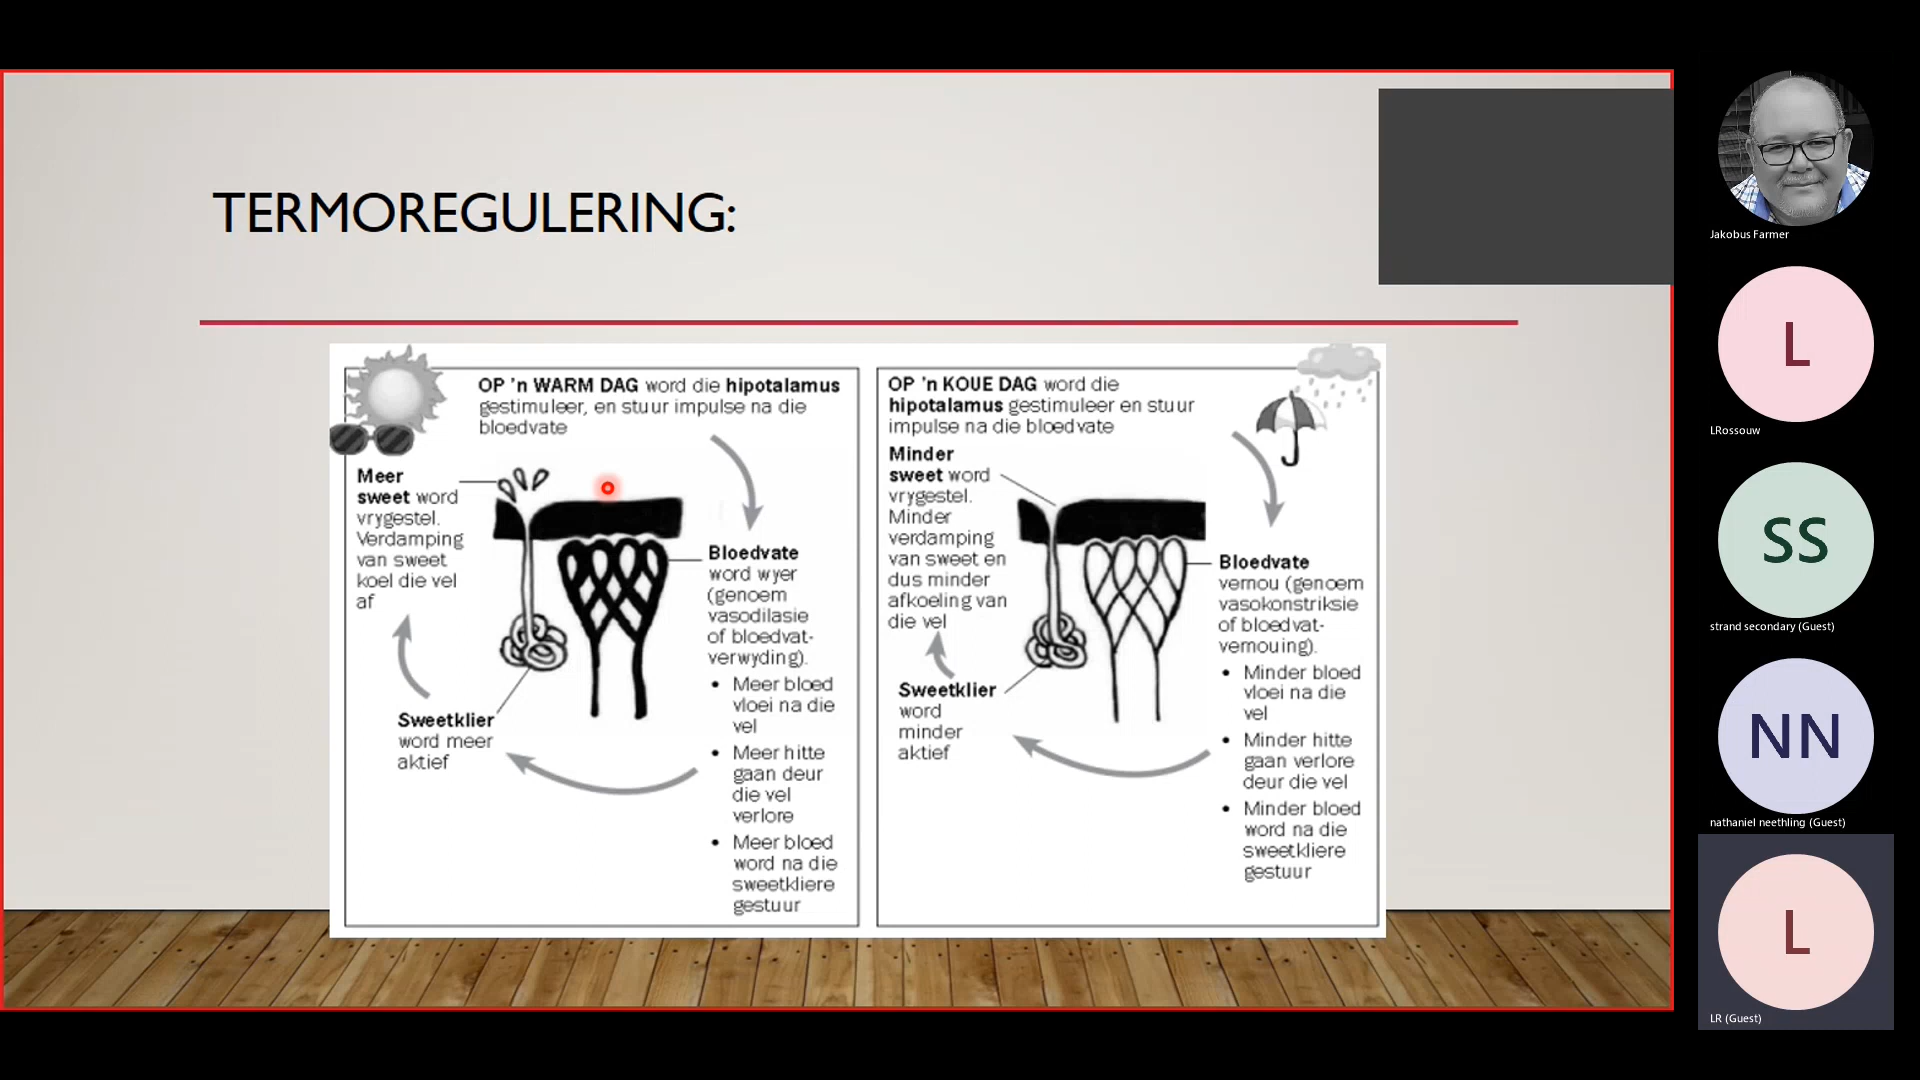 TERMOREGULERING:
OP 'n WARM DAG word die hipotalamus
gestimuleer, en stuur impulse na die
bloedvate
Meer
sweet word
vrygestel.
Verdamping
van sweet
koel die vel
af
Bloedvate
word wyer
(genoem
vasodilasie
of bloedvat-
verwyding).
• Meer bloed
vloei na die
vel
• Meer hitte
gaan deur
die vel
verlore
• Meer bloed
word na die
sweetkliere
gestuur
Sweetklier
word meer
aktief
OP 'n KOUE DAG word die
hipotalamus gestimuleer en stuur
impulse na die bloedvate
Minder
sweet word
vrygestel.
Minder
verdamping
van sweet en
dus minder
afkoeling van
die vel
Bloedvate
vernou (genoem
vasokonstriksie
of bloedvat-
vernouing).
• Minder bloed
vloei na die
vel
• Minder hitte
gaan verlore
deur die vel
• Minder bloed
word na die
sweetkliere
gestuur
Sweetklier
word
minder
aktief
Jakobus Farmer
L
LRossouw
SS
strand secondary (Guest)
NN
nathaniel neethling (Guest)
L
LR (Guest)